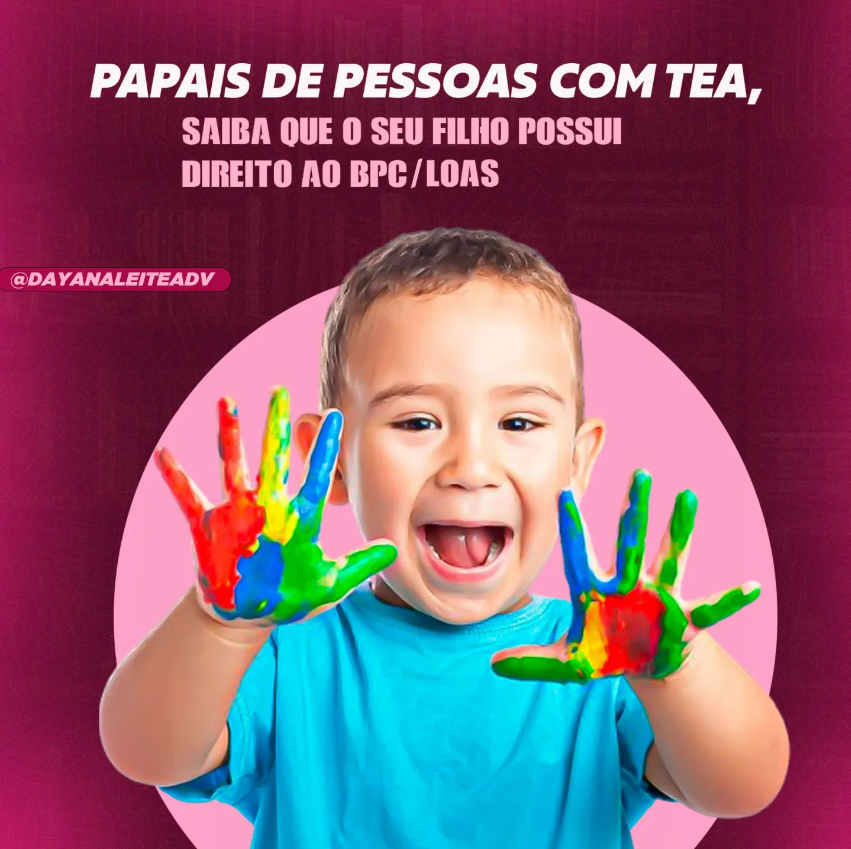 PAPAIS DE PESSOAS COM TEA,
SAIBA QUE O SEU FILHO POSSUI
DIREITO AO BPC/LOAS
@DAYANALEITEADV